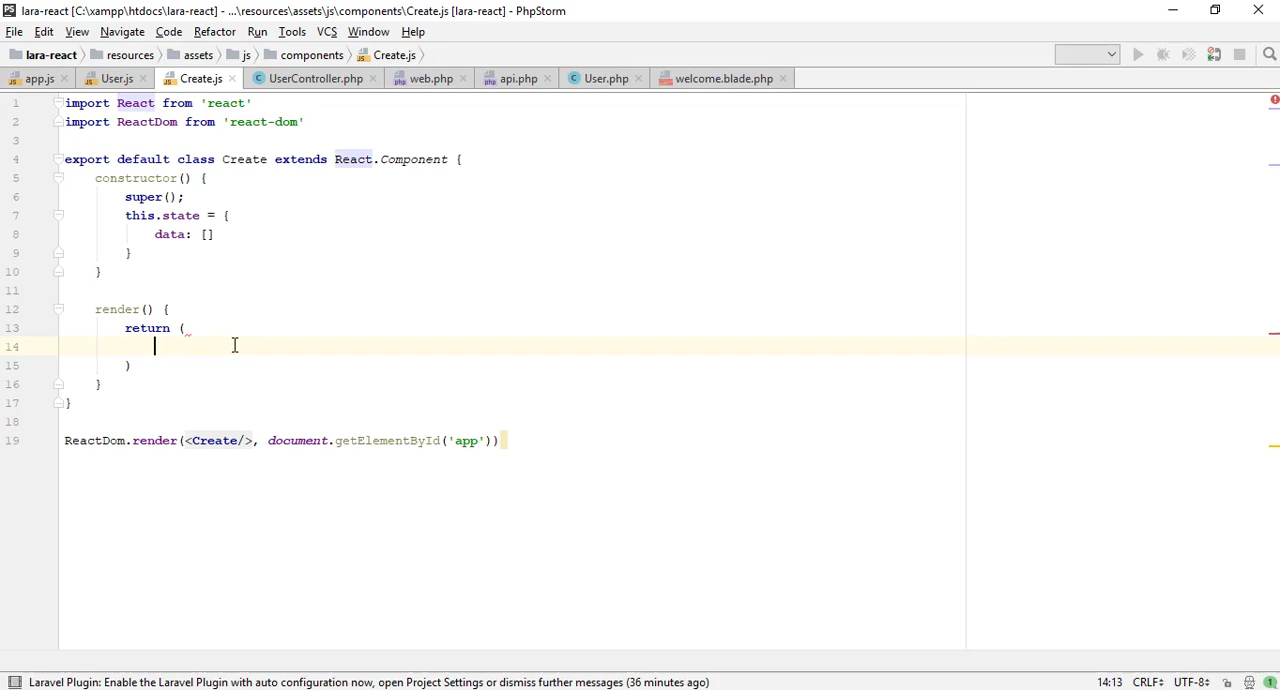 PS lara-react [C:\xampp\htdocs\lara-react] - ...\resources\assets\js\components\Create.js [lara-react] - PhpStorm
File Edit View Navigate Code Refactor Run Tools VCS Window Help
lara-react resources assets js components Create.js
app.js User.js Create.js UserController.php web.php api.php User.php welcome.blade.php
1 import React from 'react'
2 import ReactDom from 'react-dom'
3
4 export default class Create extends React.Component {
5 constructor() {
6 super();
7 this.state = {
8 data: []
9 }
10 }
11
12 render() {
13 return (
14
15 )
16 }
17 }
18
19 ReactDom.render(<Create/>, document.getElementById('app'))
Laravel Plugin: Enable the Laravel Plugin with auto configuration now, open Project Settings or dismiss further messages (36 minutes ago) 14:13 CRLF UTF-8 1